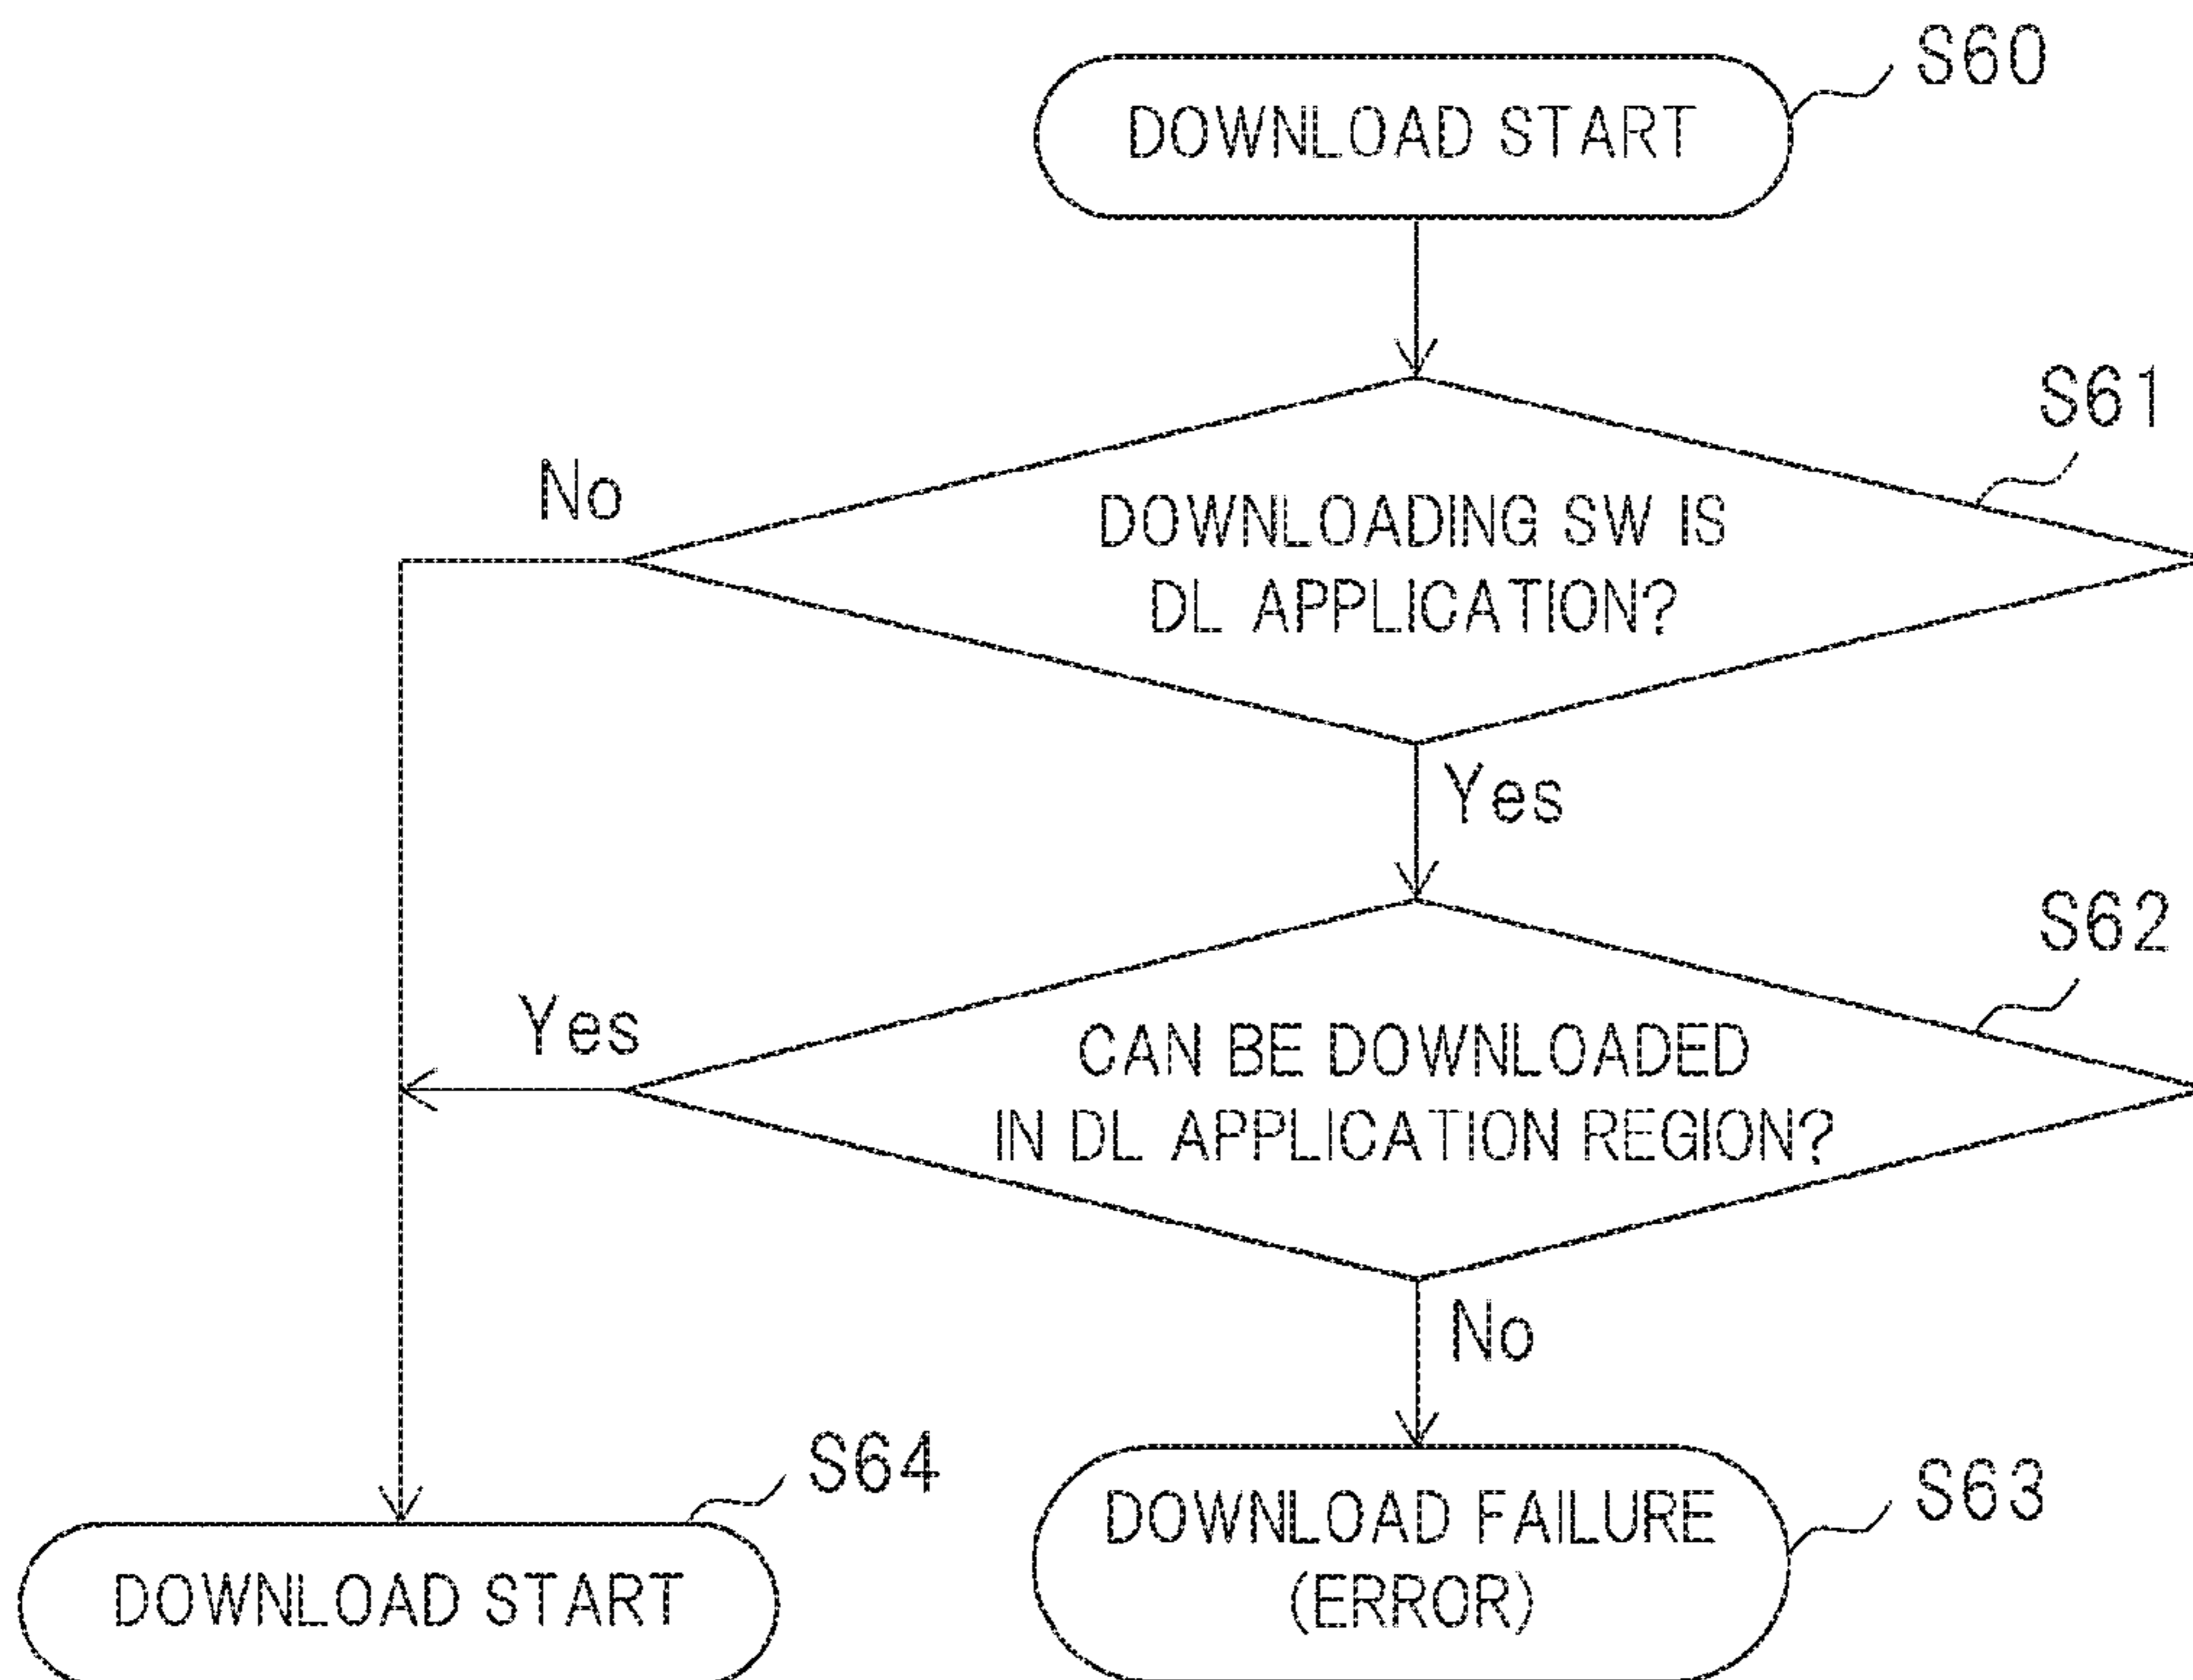 DOWNLOAD START
S60
S61
No
DOWNLOADING SW IS
DL APPLICATION?
Yes
S62
Yes
CAN BE DOWNLOADED
IN DL APPLICATION REGION?
No
S64
DOWNLOAD START
S63
DOWNLOAD FAILURE
(ERROR)